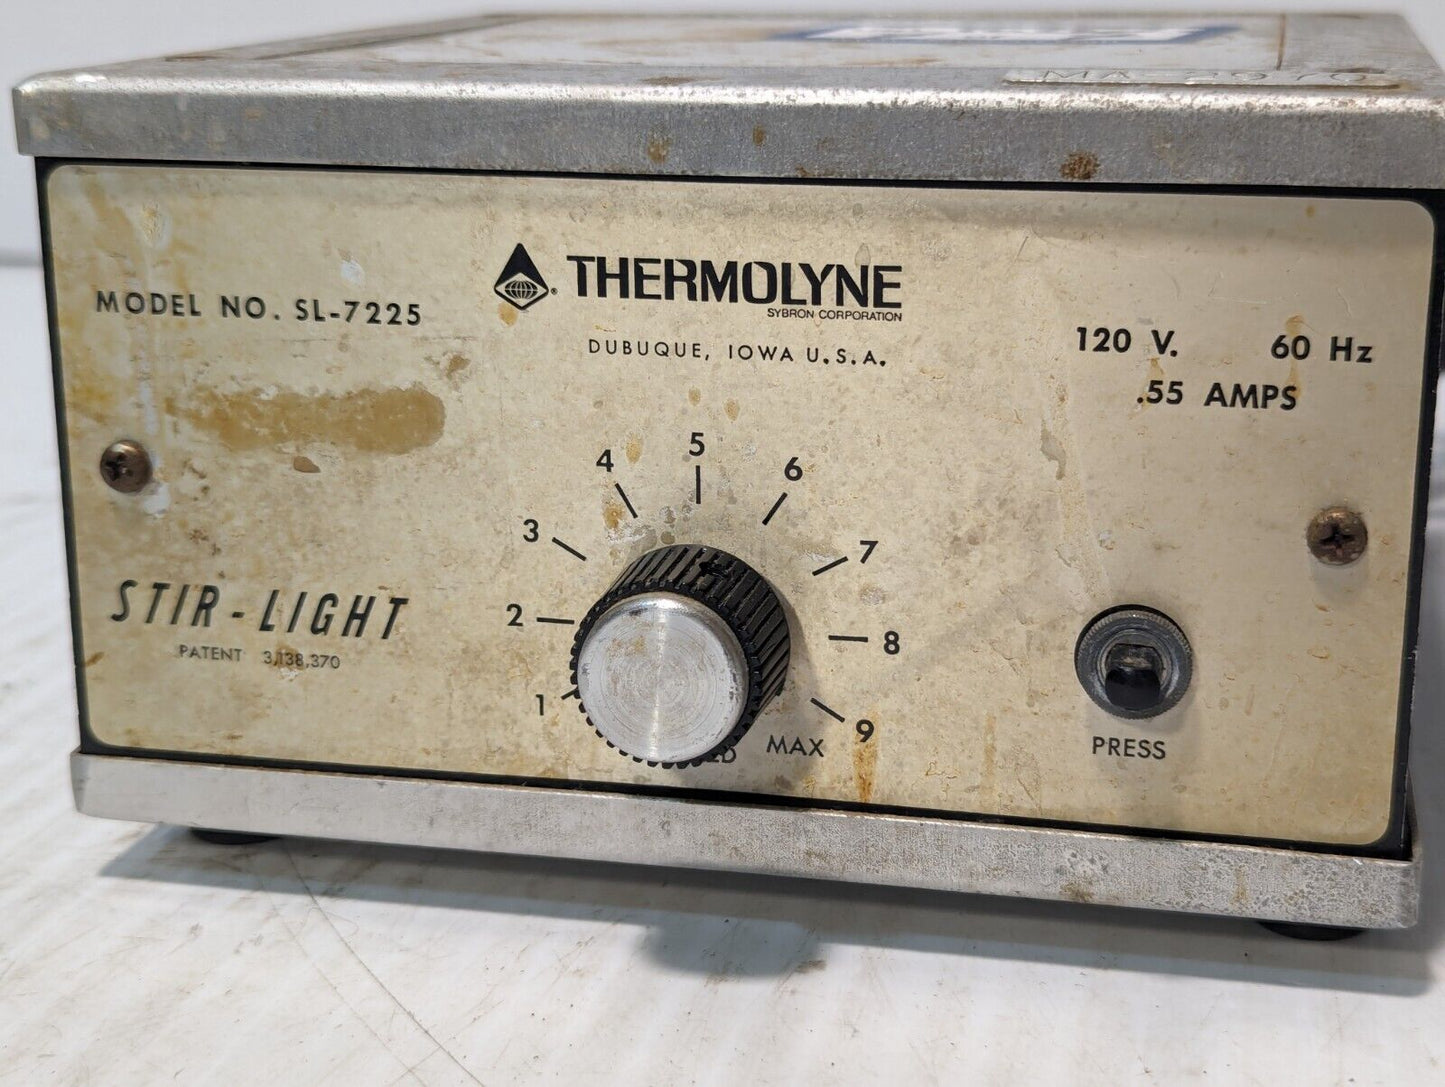 THERMOLYNE
SYBRON CORPORATION
DUBUQUE, IOWA U.S.A.
MODEL NO. SL-7225
120 V. 60 Hz
.55 AMPS
STIR-LIGHT
PATENT 3,138,370
1
2
3
4
5
6
7
8
9
MAX
PRESS